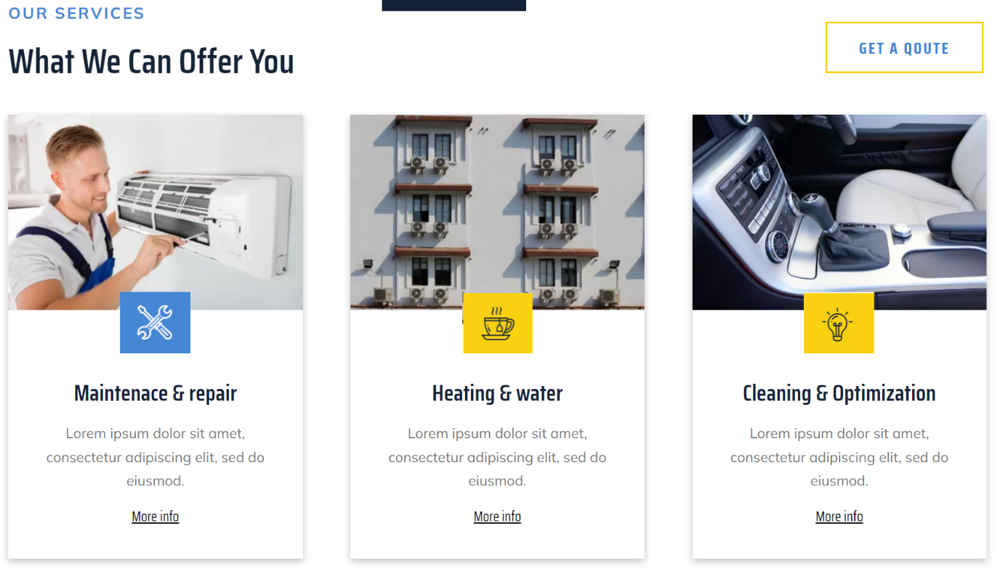 OUR SERVICES
What We Can Offer You
GET A QOUTE
Maintenace & repair
Lorem ipsum dolor sit amet,
consectetur adipiscing elit, sed do
eiusmod.
More info
Heating & water
Lorem ipsum dolor sit amet,
consectetur adipiscing elit, sed do
eiusmod.
More info
Cleaning & Optimization
Lorem ipsum dolor sit amet,
consectetur adipiscing elit, sed do
eiusmod.
More info